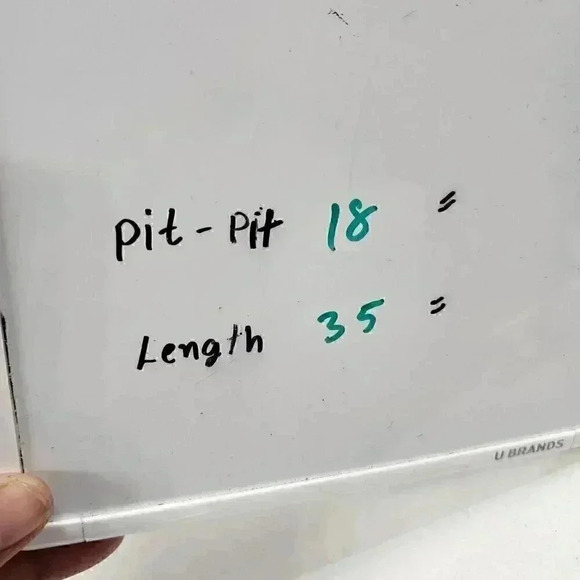 pit - pit 18 "
Length 35 "
U BRANDS